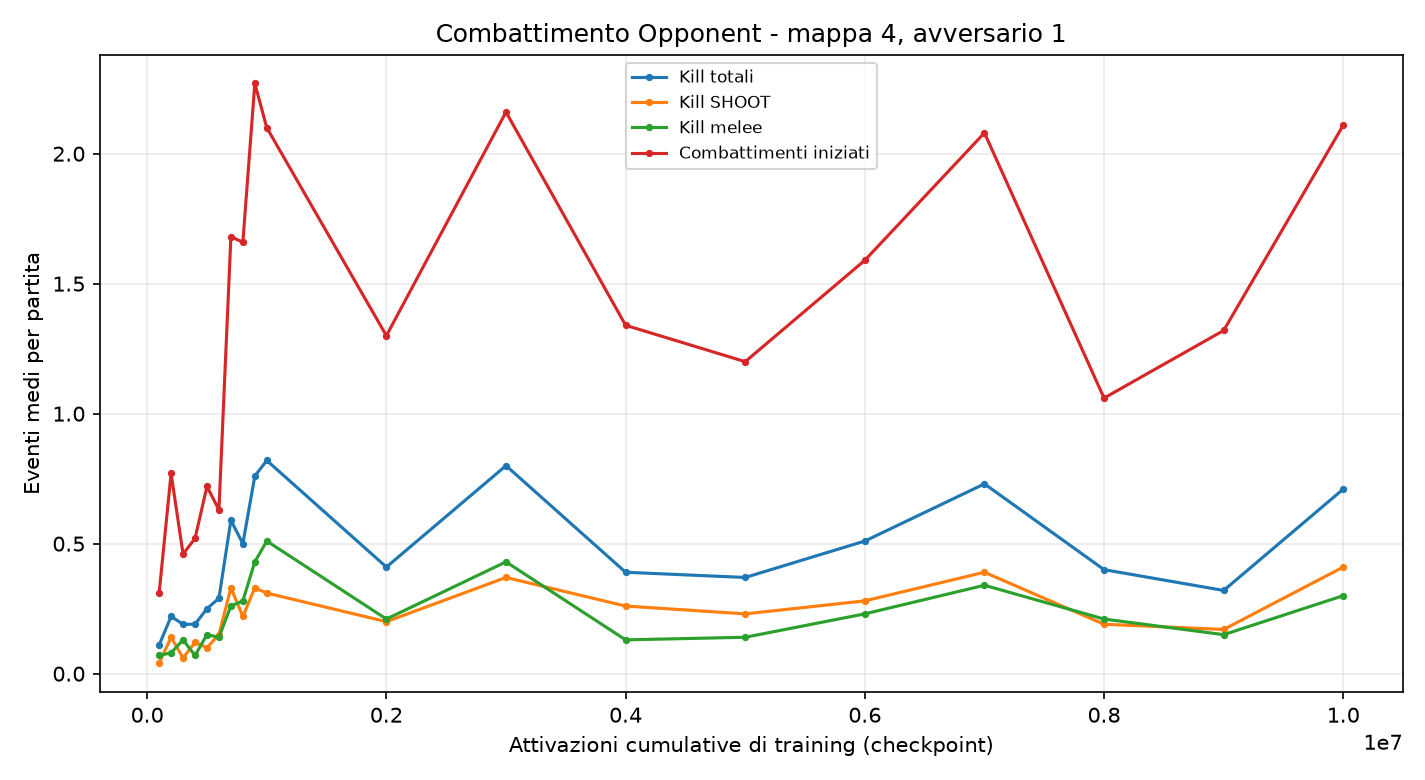 Combattimento Opponent - mappa 4, avversario 1
Kill totali
Kill SHOOT
Kill melee
Combattimenti iniziati
Eventi medi per partita
2.0
1.5
1.0
0.5
0.0
0.0 0.2 0.4 0.6 0.8 1.0
1e7
Attivazioni cumulative di training (checkpoint)